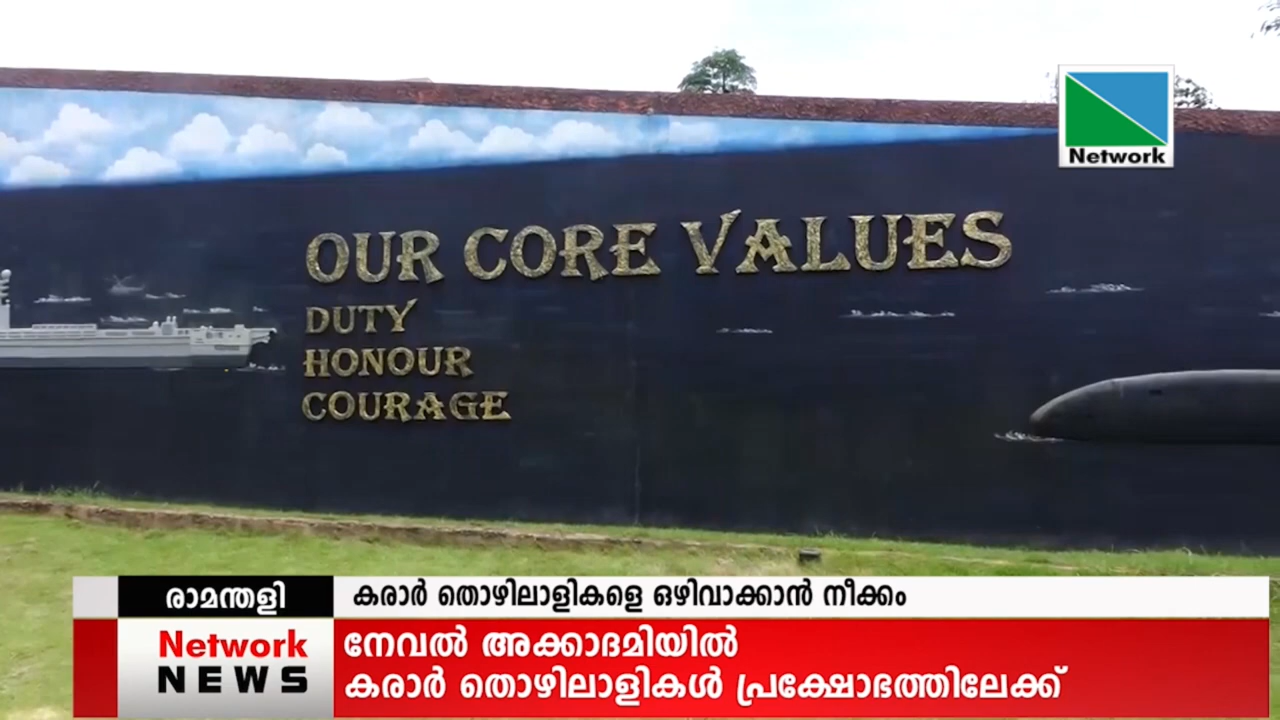 Network
OUR CORE VALUES
DUTY
HONOUR
COURAGE
രാമന്തളി
കരാർ തൊഴിലാളികളെ ഒഴിവാക്കാൻ നീക്കം
Network
NEWS
നേവൽ അക്കാദമിയിൽ
കരാർ തൊഴിലാളികൾ പ്രക്ഷോഭത്തിലേക്ക്